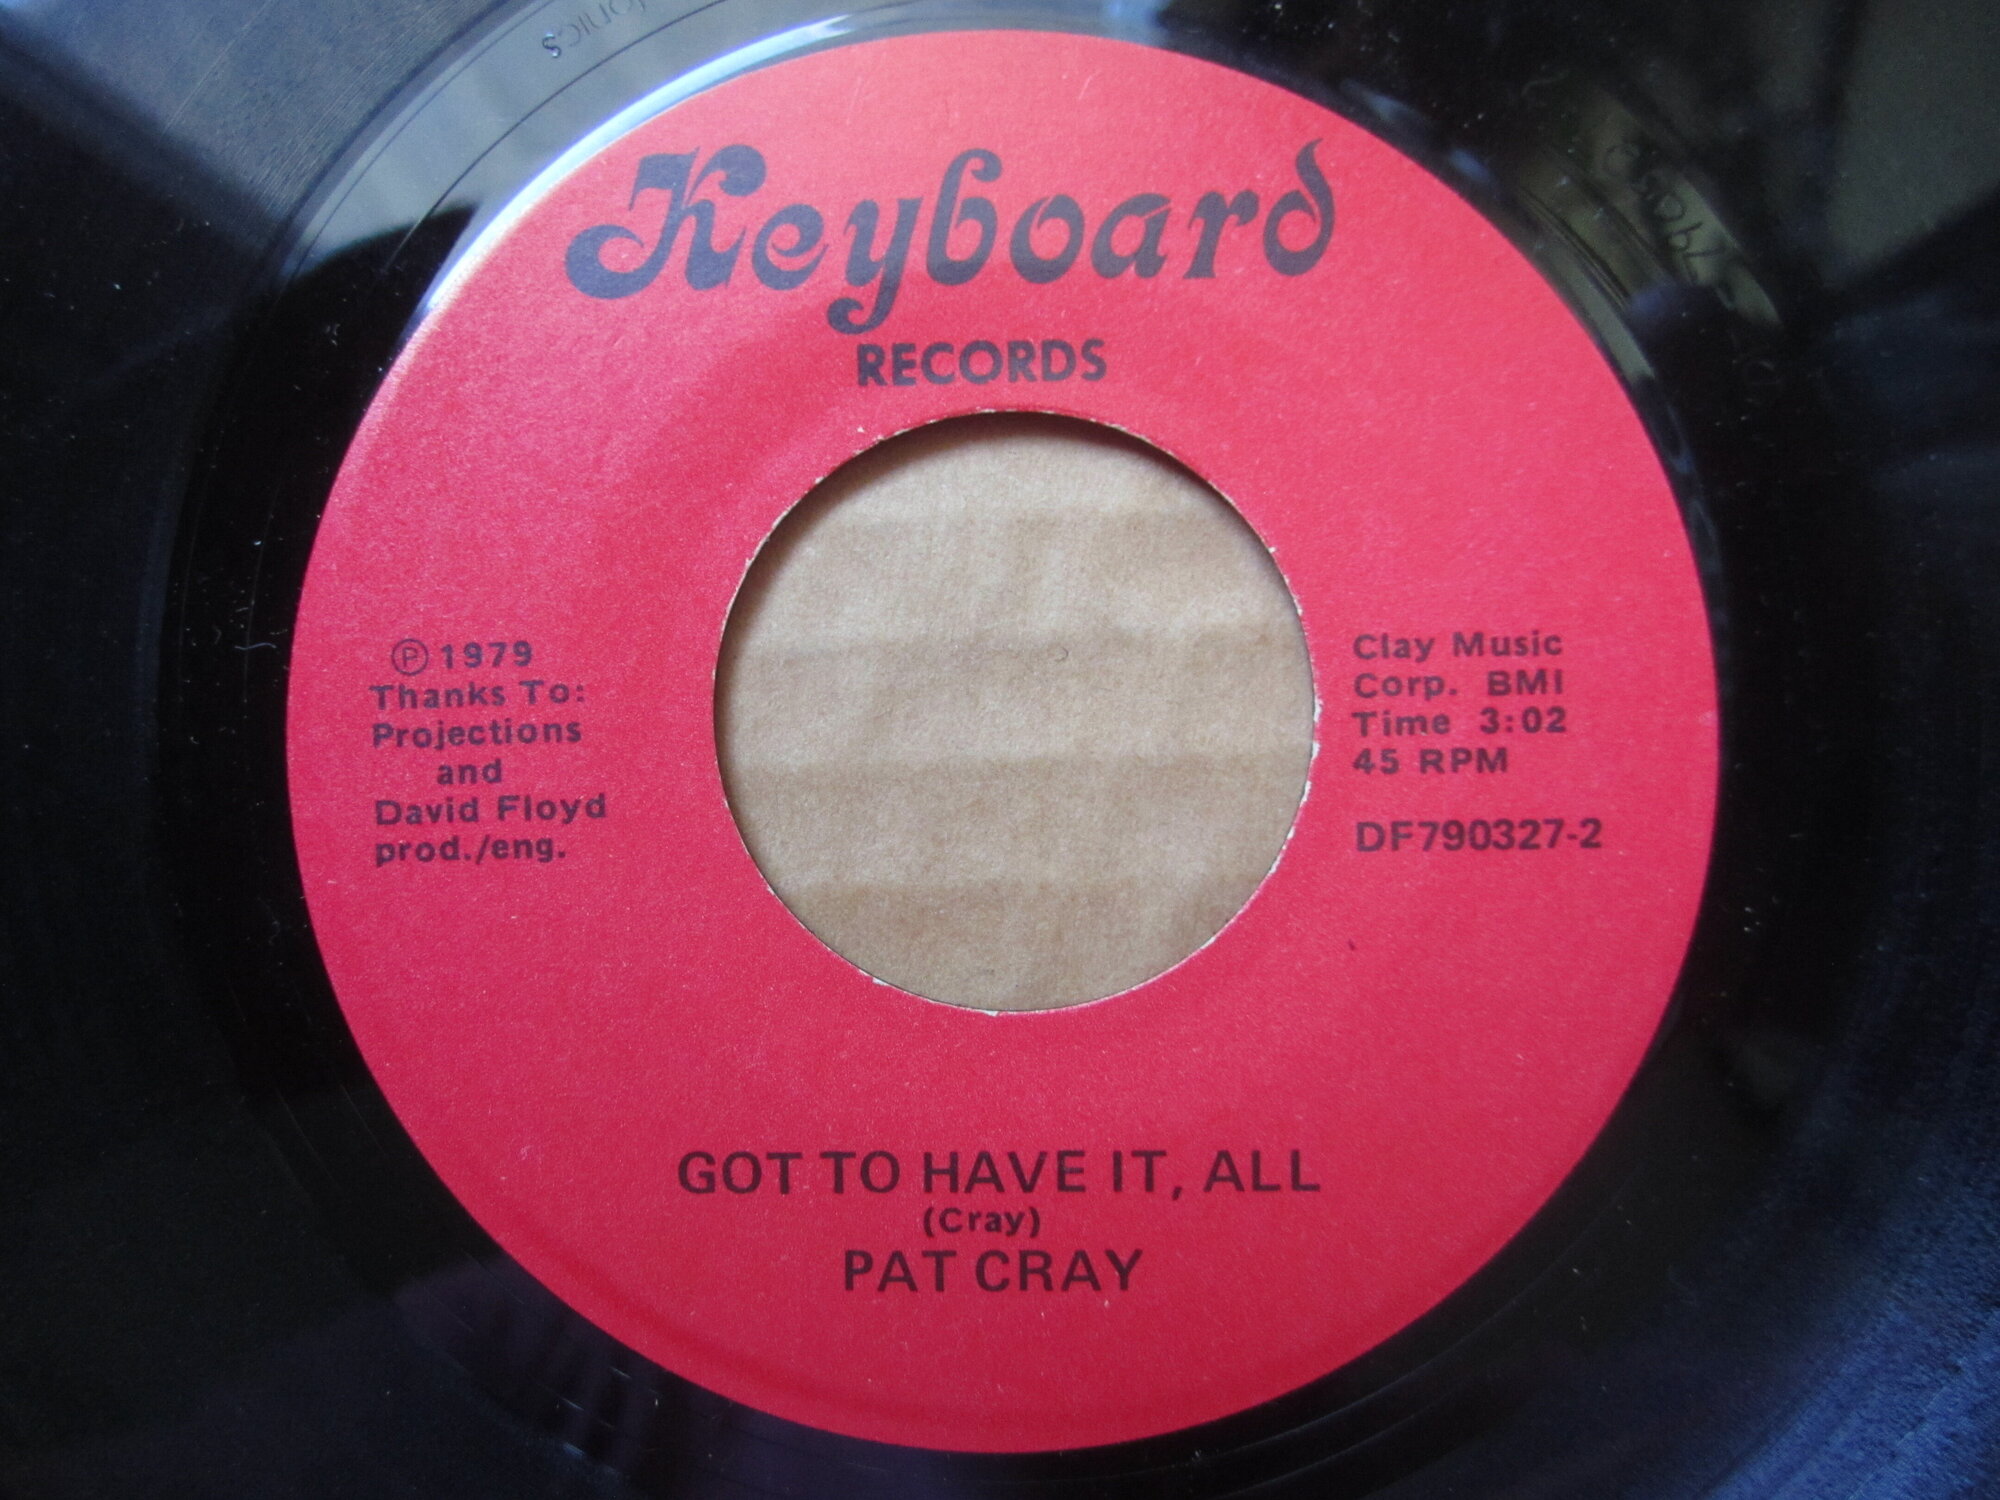 Keyboard
RECORDS
Ⓟ 1979
Thanks To:
Projections
and
David Floyd
prod./eng.
Clay Music
Corp. BMI
Time 3:02
45 RPM
DF790327-2
GOT TO HAVE IT, ALL
(Cray)
PAT CRAY